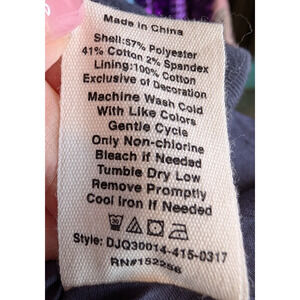 Made in China
Shell:57% Polyester
41% Cotton 2% Spandex
Lining:100% Cotton
Exclusive of Decoration
Machine Wash Cold
With Like Colors
Gentle Cycle
Only Non-chlorine
Bleach if Needed
Tumble Dry Low
Remove Promptly
Cool Iron if Needed
Style: DJQ30014-415-0317
RN#152256